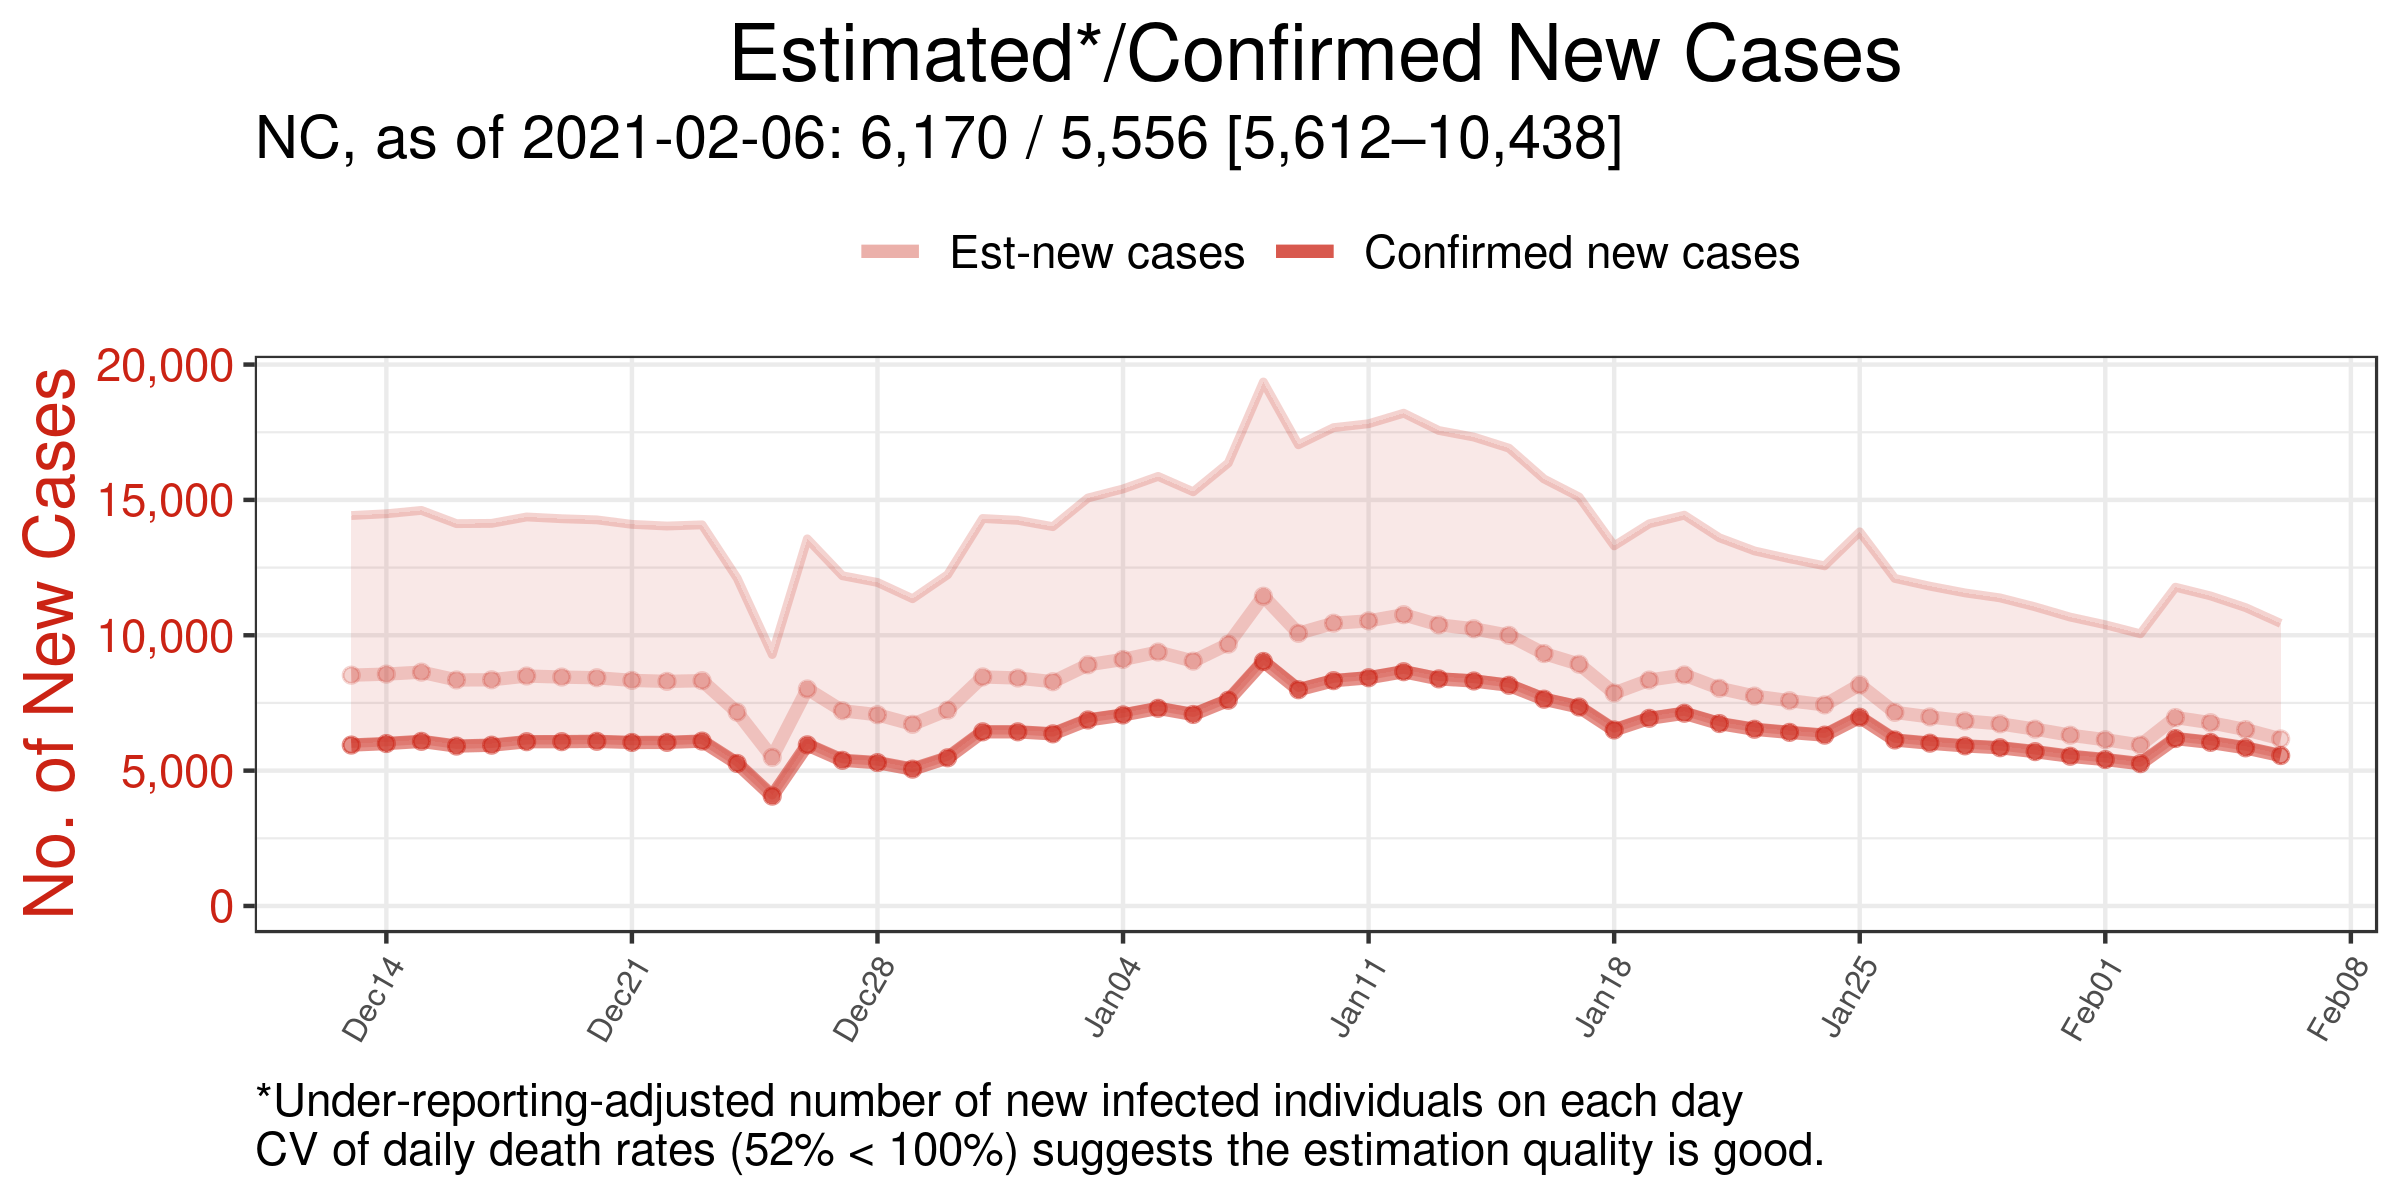 Estimated*/Confirmed New Cases
NC, as of 2021-02-06: 6,170 / 5,556 [5,612–10,438]
Est-new cases
Confirmed new cases
No. of New Cases
20,000
15,000
10,000
5,000
0
Dec14
Dec21
Dec28
Jan04
Jan11
Jan18
Jan25
Feb01
Feb08
*Under-reporting-adjusted number of new infected individuals on each day
CV of daily death rates (52% < 100%) suggests the estimation quality is good.